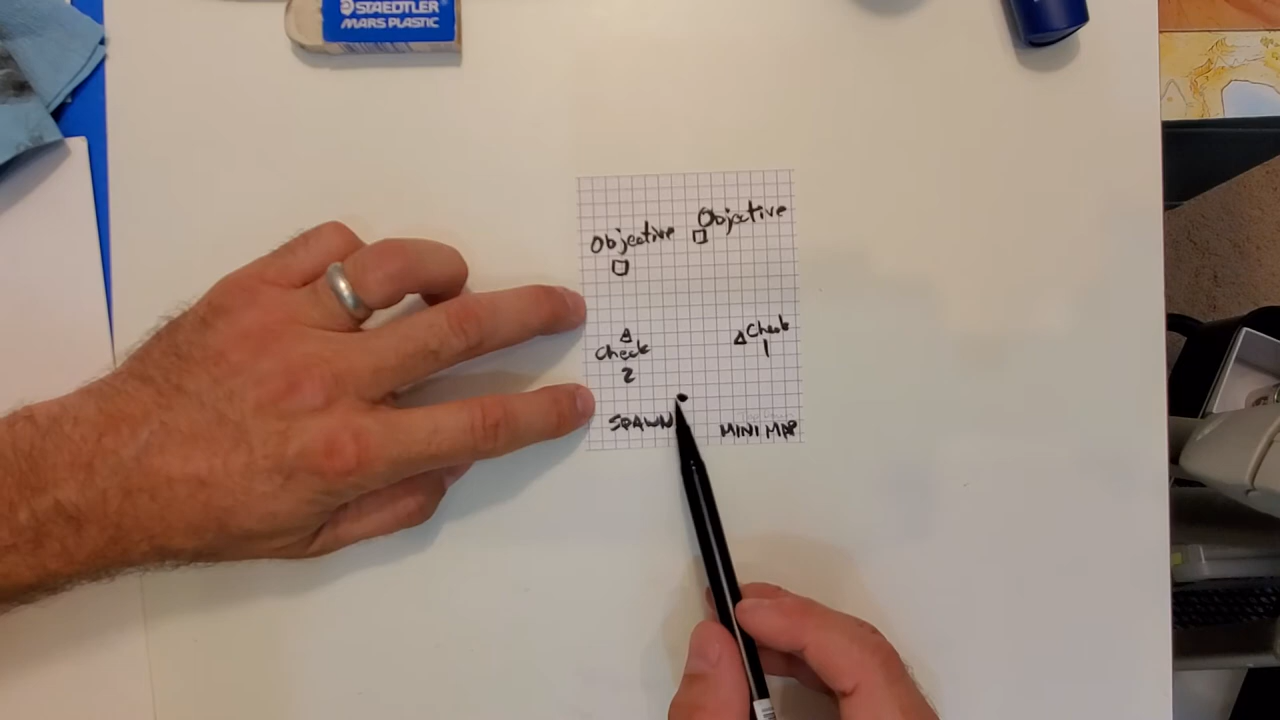 STAEDTLER
MARS PLASTIC
Objective
Objective
Check
1
Check
2
SPAWN
MINI MAP